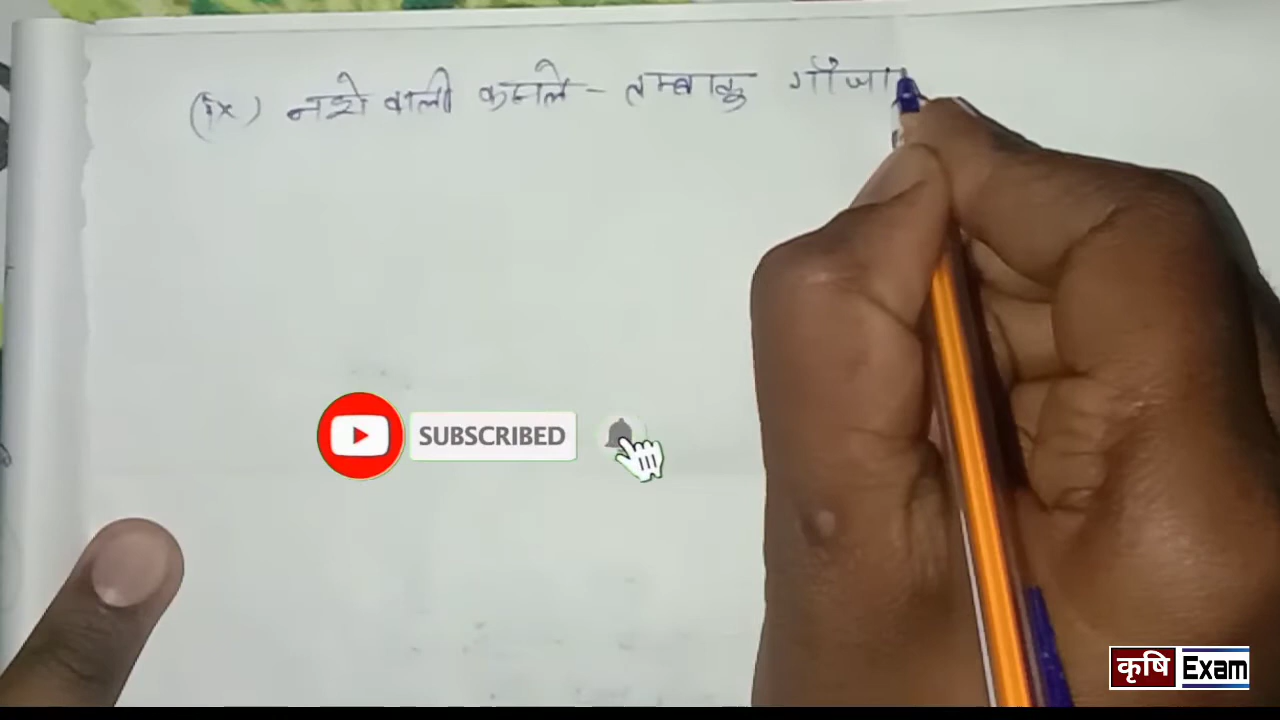 (ix) नशे वाली फसले - तम्बाकू गाँजा
SUBSCRIBED
कृषि Exam